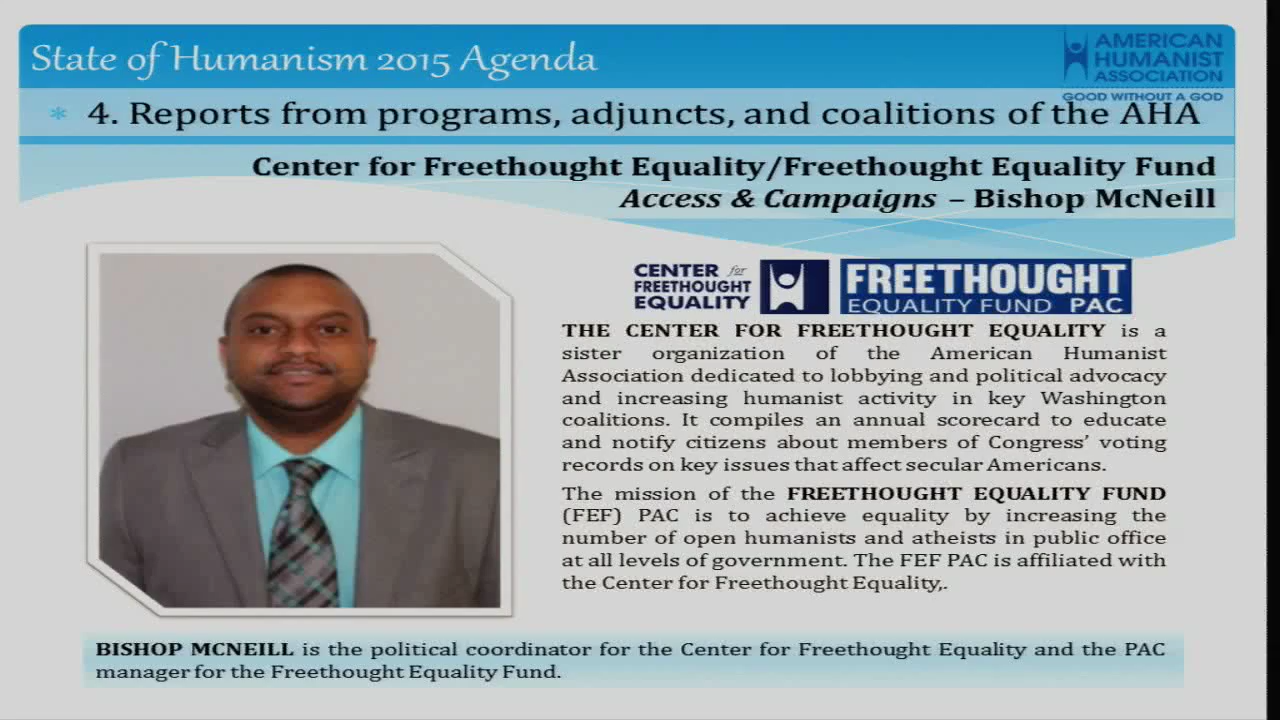 State of Humanism 2015 Agenda
AMERICAN
HUMANIST
ASSOCIATION
GOOD WITHOUT A GOD
* 4. Reports from programs, adjuncts, and coalitions of the AHA
Center for Freethought Equality/Freethought Equality Fund
Access & Campaigns – Bishop McNeill
CENTER for
FREETHOUGHT
EQUALITY
FREETHOUGHT
EQUALITY FUND PAC
THE CENTER FOR FREETHOUGHT EQUALITY is a
sister organization of the American Humanist
Association dedicated to lobbying and political advocacy
and increasing humanist activity in key Washington
coalitions. It compiles an annual scorecard to educate
and notify citizens about members of Congress’ voting
records on key issues that affect secular Americans.
The mission of the FREETHOUGHT EQUALITY FUND
(FEF) PAC is to achieve equality by increasing the
number of open humanists and atheists in public office
at all levels of government. The FEF PAC is affiliated with
the Center for Freethought Equality,.
BISHOP MCNEILL is the political coordinator for the Center for Freethought Equality and the PAC
manager for the Freethought Equality Fund.